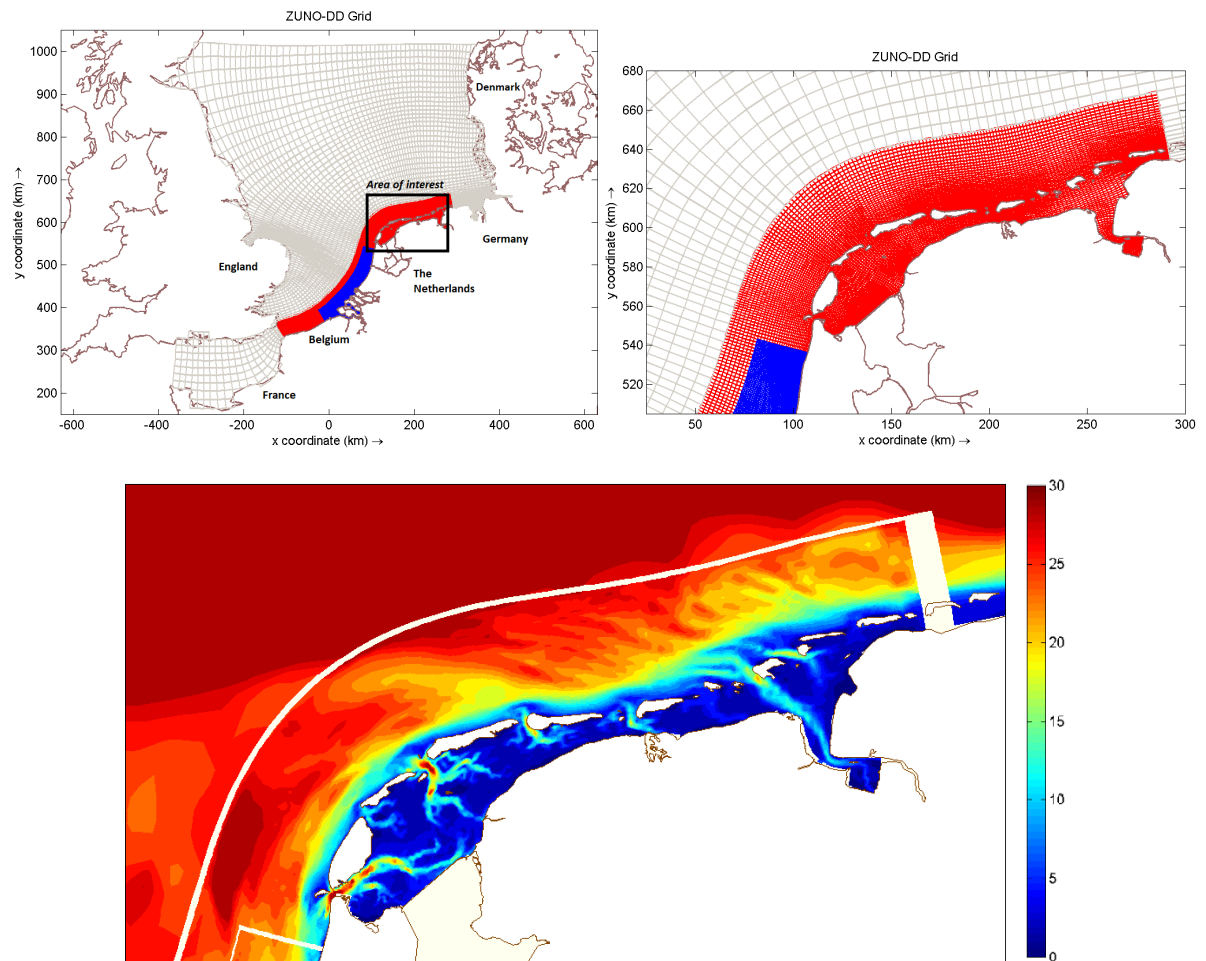 ZUNO-DD Grid
1000
900
800
700
600
500
400
300
200
-600
-400
-200
0
200
400
600
x coordinate (km) →
y coordinate (km) →
Denmark
Area of interest
Germany
England
The
Netherlands
Belgium
France
ZUNO-DD Grid
680
660
640
620
600
580
560
540
520
50
100
150
200
250
300
x coordinate (km) →
y coordinate (km) →
30
25
20
15
10
5
0